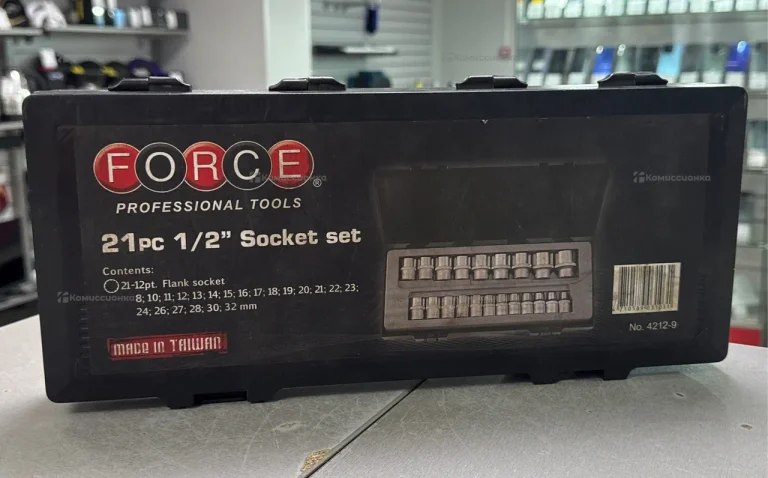 FORCE®
PROFESSIONAL TOOLS
21pc 1/2” Socket set
Contents:
21-12pt. Flank socket
8; 10; 11; 12; 13; 14; 15; 16; 17; 18; 19; 20; 21; 22; 23;
24; 26; 27; 28; 30; 32 mm
MADE IN TAIWAN
No. 4212-9
Комиссионка
Комиссионка
Комиссионка
Комиссионка
Комиссионка